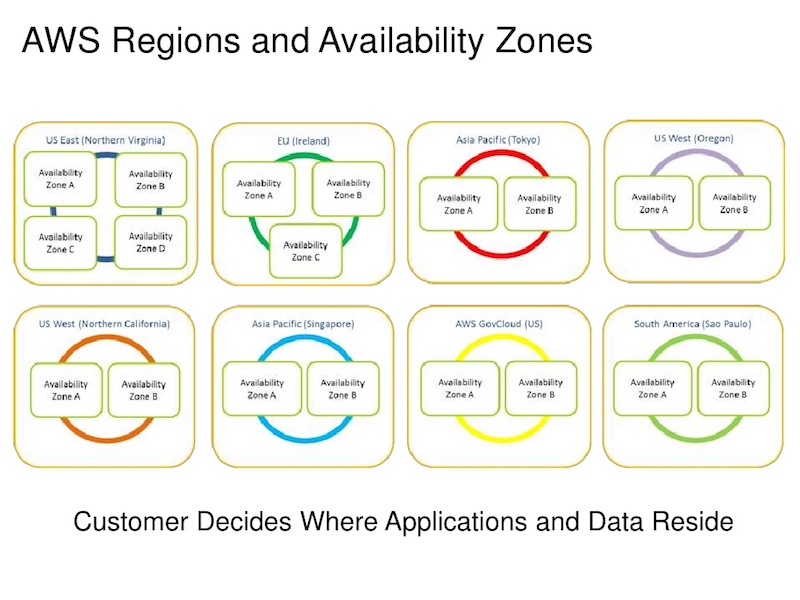 AWS Regions and Availability Zones
US East (Northern Virginia)
Availability
Zone A
Availability
Zone B
Availability
Zone C
Availability
Zone D
EU (Ireland)
Availability
Zone A
Availability
Zone B
Availability
Zone C
Asia Pacific (Tokyo)
Availability
Zone A
Availability
Zone B
US West (Oregon)
Availability
Zone A
Availability
Zone B
US West (Northern California)
Availability
Zone A
Availability
Zone B
Asia Pacific (Singapore)
Availability
Zone A
Availability
Zone B
AWS GovCloud (US)
Availability
Zone A
Availability
Zone B
South America (Sao Paulo)
Availability
Zone A
Availability
Zone B
Customer Decides Where Applications and Data Reside